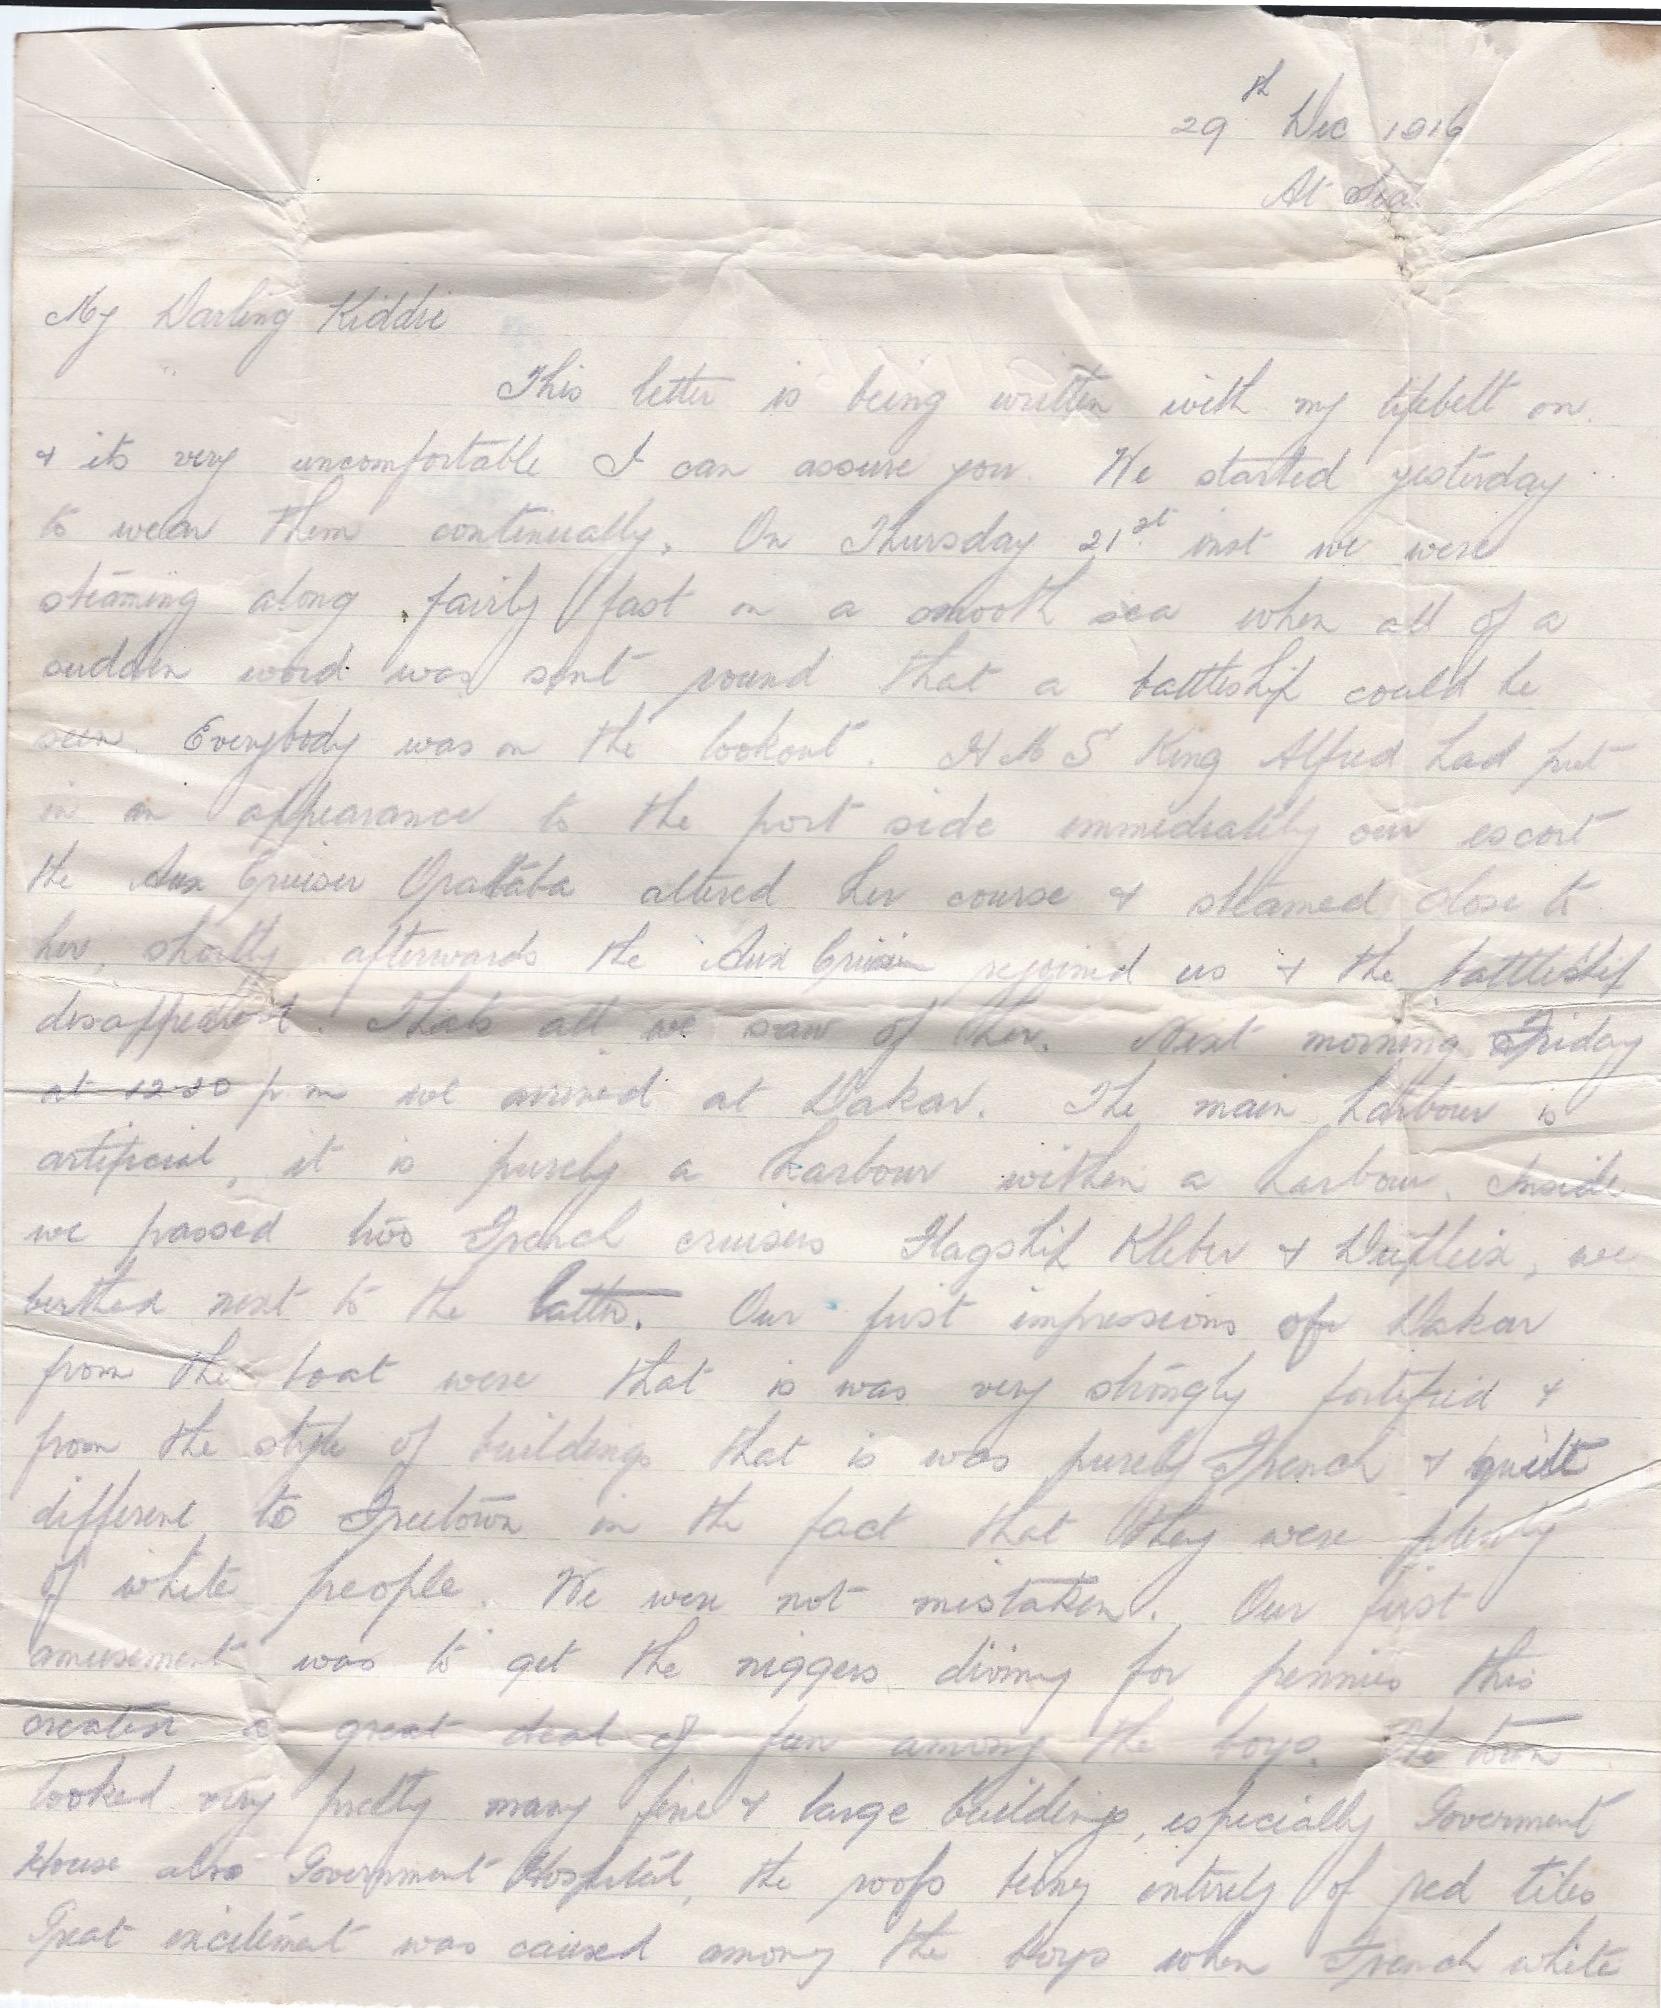 29th Dec 1916
At Sea.
My Darling Kiddie
This letter is being written with my lifebelt on.
& its very uncomfortable I can assure you. We started yesterday
to wear them continually. On Thursday 21st inst we were
steaming along fairly fast on a smooth sea when all of a
sudden word was sent round that a battleship could be
seen. Everybody was on the lookout. H M S King Alfred had put
in an appearance to the port side immediately our escort
the Aux Cruiser altered her course & steamed close to
her, shortly afterwards the Aux Cruiser rejoined us & the battleship
disappeared. Thats all we saw of her. Next morning Friday
at 12-30 p m we arrived at Dakar. The main harbour is
artificial, it is purely a harbour within a harbour. Inside
we passed two French cruisers Flagship Kleber & Dupleix, we
berthed next to the latter. Our first impressions of Dakar
from the boat were that is was very strongly fortified &
from the style of buildings that is was purely French & quite
different to Freetown in the fact that they were plenty
of white people. We were not mistaken. Our first
amusement was to get the niggers diving for pennies this
created a great deal of fun among the boys. The town
looked very pretty many fine & large buildings, especially Goverment
House also Government Hospital, the roofs being entirely of red tiles
Great excitement was caused among the boys when French white